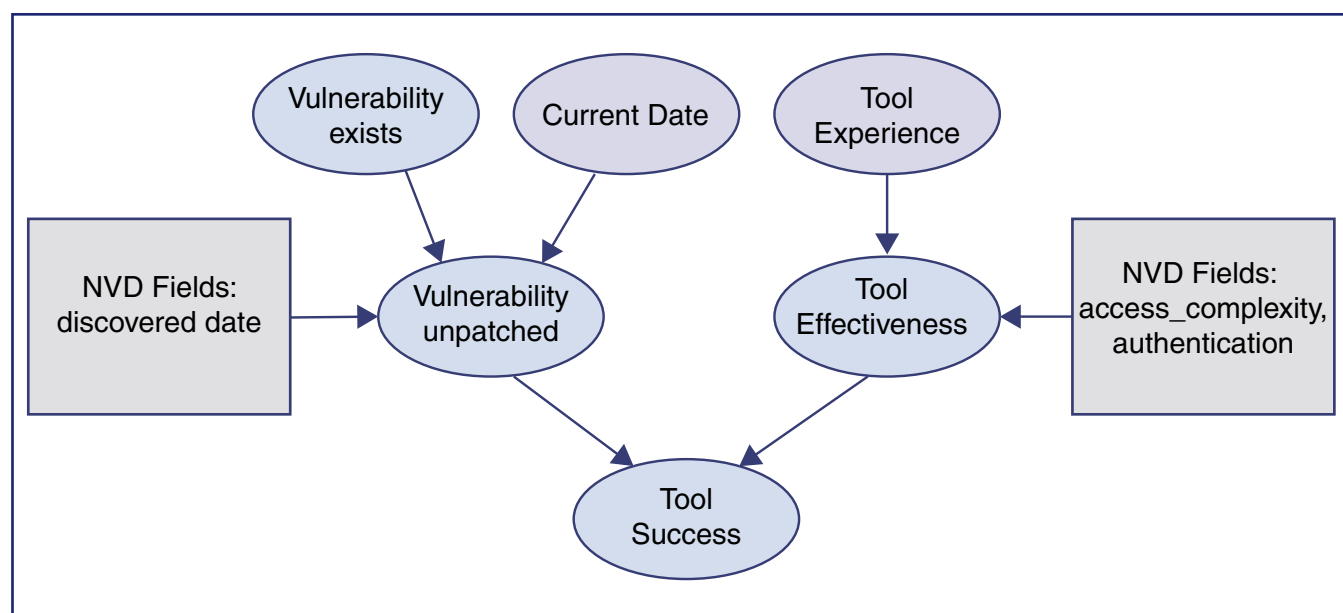 Vulnerability
exists
Current Date
Tool
Experience
NVD Fields:
discovered date
Vulnerability
unpatched
Tool
Effectiveness
NVD Fields:
access_complexity,
authentication
Tool
Success